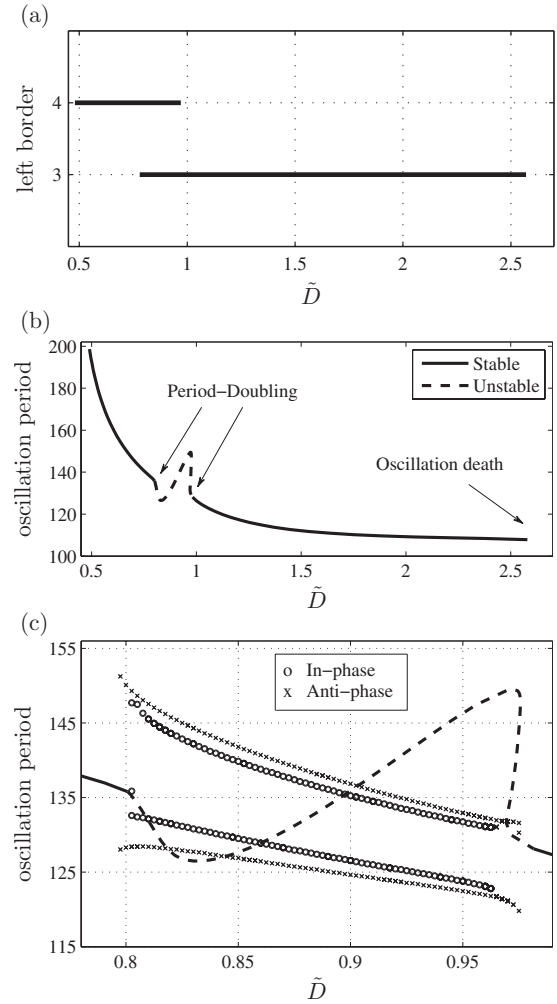 (a)
left border
4
3
0.5 1 1.5 2 2.5
D̃
(b)
oscillation period
200
180
160
140
120
100
Stable
Unstable
Period−Doubling
Oscillation death
0.5 1 1.5 2 2.5
D̃
(c)
oscillation period
155
145
135
125
115
In−phase
Anti−phase
0.8 0.85 0.9 0.95
D̃